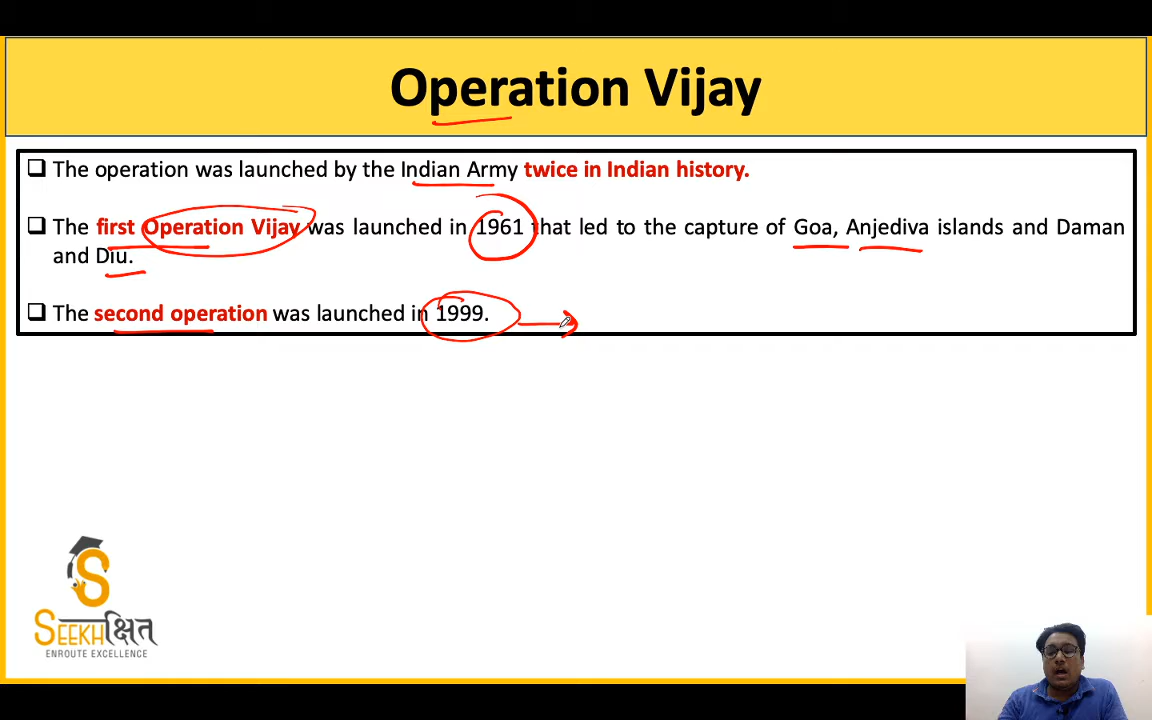 Operation Vijay
❑ The operation was launched by the Indian Army twice in Indian history.
❑ The first Operation Vijay was launched in 1961 that led to the capture of Goa, Anjediva islands and Daman
and Diu.
❑ The second operation was launched in 1999.
S
SEEKHक्षित
ENROUTE EXCELLENCE